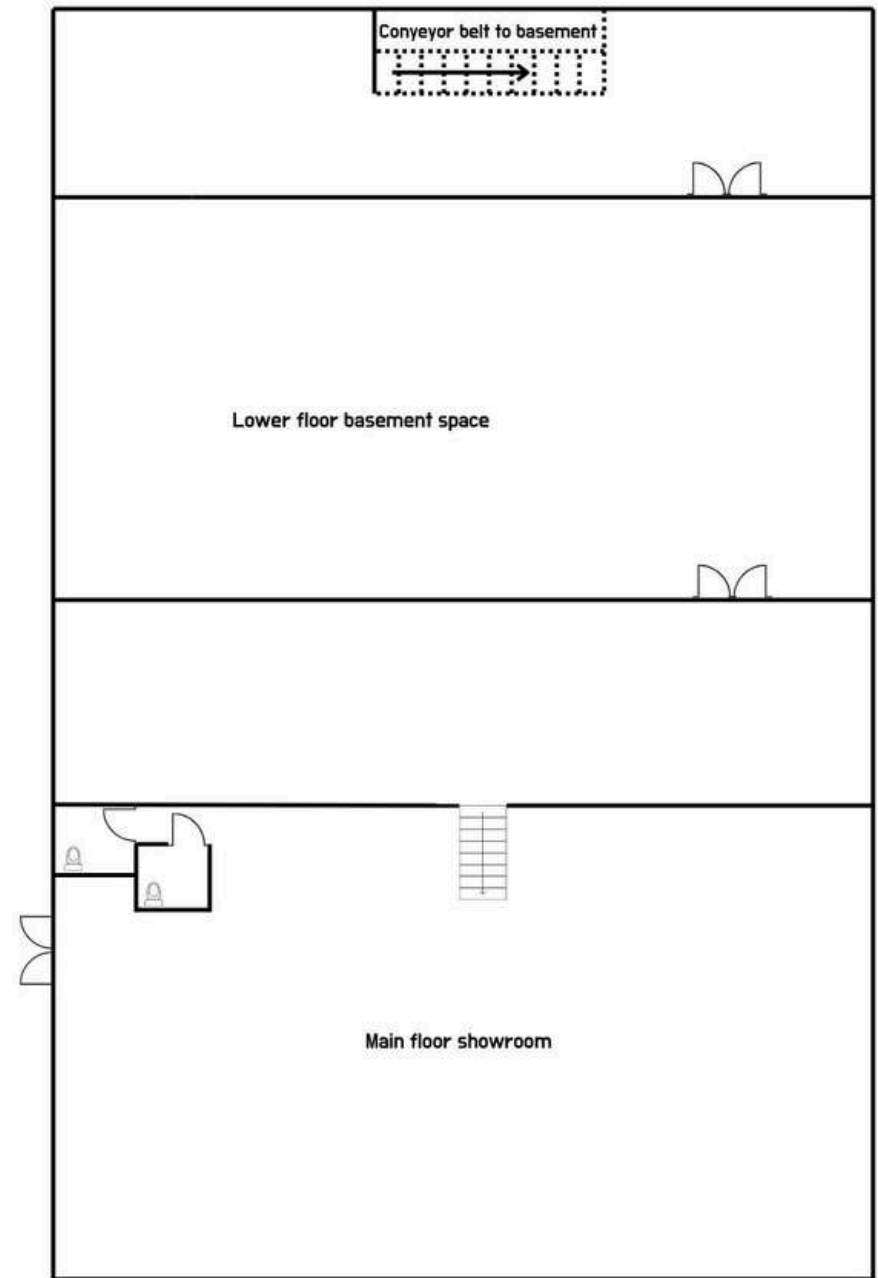 Conyeyor belt to basement
Lower floor basement space
Main floor showroom